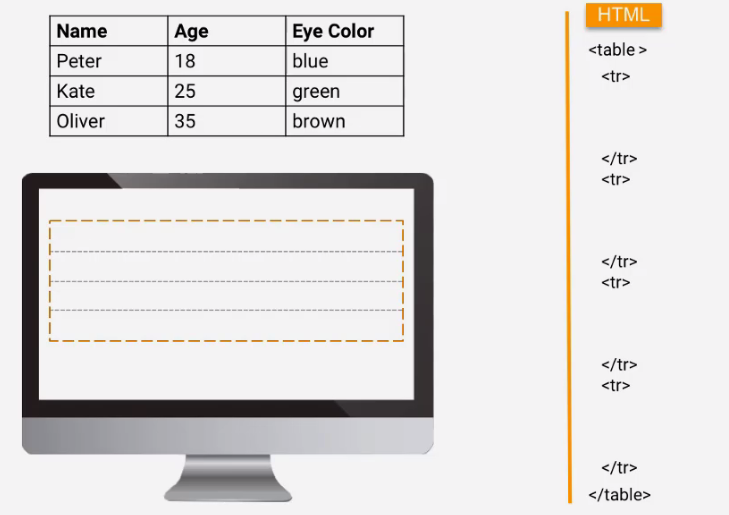 Name Age Eye Color
Peter 18 blue
Kate 25 green
Oliver 35 brown
HTML
<table >
<tr>
</tr>
<tr>
</tr>
<tr>
</tr>
<tr>
</tr>
</table>